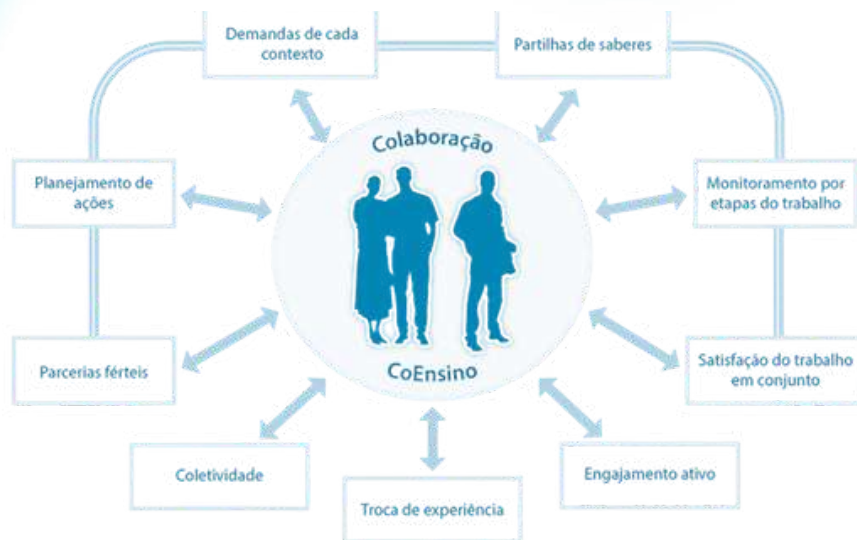 Demandas de cada
contexto
Partilhas de saberes
Colaboração
Planejamento de
ações
Monitoramento por
etapas do trabalho
Parcerias férteis
CoEnsino
Satisfação do trabalho
em conjunto
Coletividade
Troca de experiência
Engajamento ativo